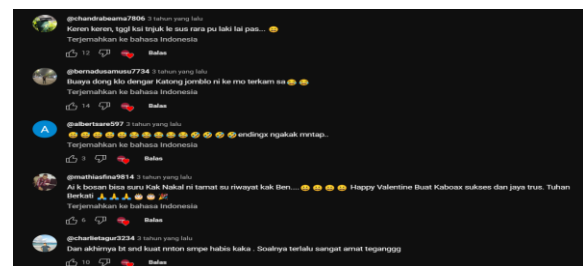 @chandrabeama7806 3 tahun yang lalu
Keren keren, tggl ksi tnjuk le sus rara pu laki lai pas... 😄
Terjemahkan ke bahasa Indonesia
12 Balas
@bernadusamusu7734 3 tahun yang lalu
Buaya dong klo dengar Katong jomblo ni ke mo terkam sa😂 😂
Terjemahkan ke bahasa Indonesia
14 Balas
A
@albertsare597 3 tahun yang lalu
😄 😄 😄 😄 😄 😄 😄 😄 😄 🤣 🤣 🤣 🤣 endingx ngakak mntap..
Terjemahkan ke bahasa Indonesia
3 Balas
@mathiasfina9814 3 tahun yang lalu
Ai k bosan bisa suru Kak Nakal ni tamat su riwayat kak Ben.... 😄 😄 😄 😄 Happy Valentine Buat Kaboax sukses dan jaya trus. Tuhan
Berkati 🙏 🙏 🙏 👏 👏 🎉
Terjemahkan ke bahasa Indonesia
6 Balas
@charlietagur3234 3 tahun yang lalu
Dan akhirnya bt snd kuat nnton smpe habis kaka . Soalnya terlalu sangat amat teganggg
10 Balas